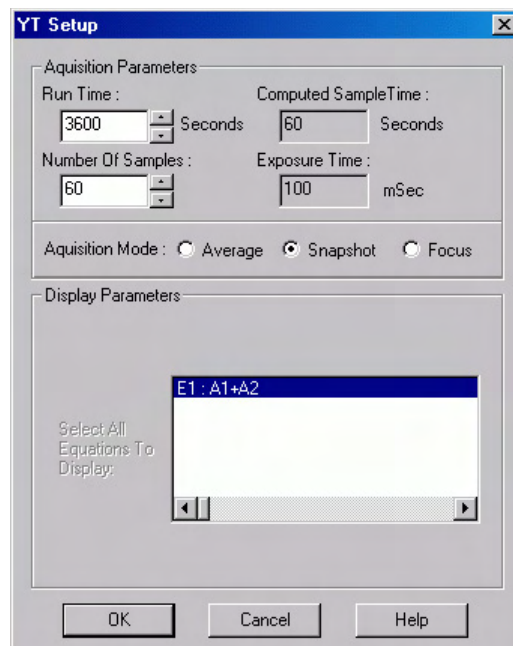 YT Setup
Aquisition Parameters
Run Time :
Computed SampleTime :
3600
Seconds
60
Seconds
Number Of Samples :
Exposure Time :
60
100
mSec
Aquisition Mode :
Average
Snapshot
Focus
Display Parameters
E1 : A1+A2
Select All
Equations To
Display:
OK
Cancel
Help